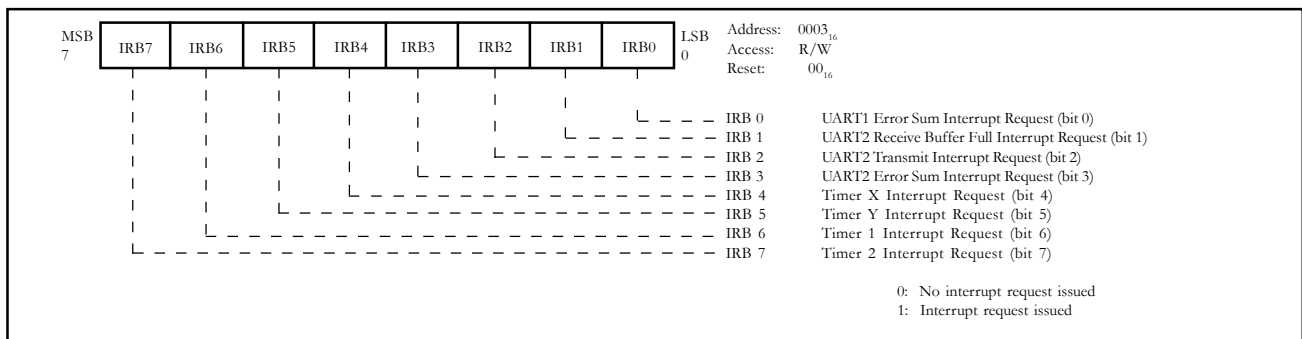 MSB
7
IRB7 IRB6 IRB5 IRB4 IRB3 IRB2 IRB1 IRB0
LSB
0
Address: 0003₁₆
Access: R/W
Reset: 00₁₆
IRB 0 UART1 Error Sum Interrupt Request (bit 0)
IRB 1 UART2 Receive Buffer Full Interrupt Request (bit 1)
IRB 2 UART2 Transmit Interrupt Request (bit 2)
IRB 3 UART2 Error Sum Interrupt Request (bit 3)
IRB 4 Timer X Interrupt Request (bit 4)
IRB 5 Timer Y Interrupt Request (bit 5)
IRB 6 Timer 1 Interrupt Request (bit 6)
IRB 7 Timer 2 Interrupt Request (bit 7)
0: No interrupt request issued
1: Interrupt request issued